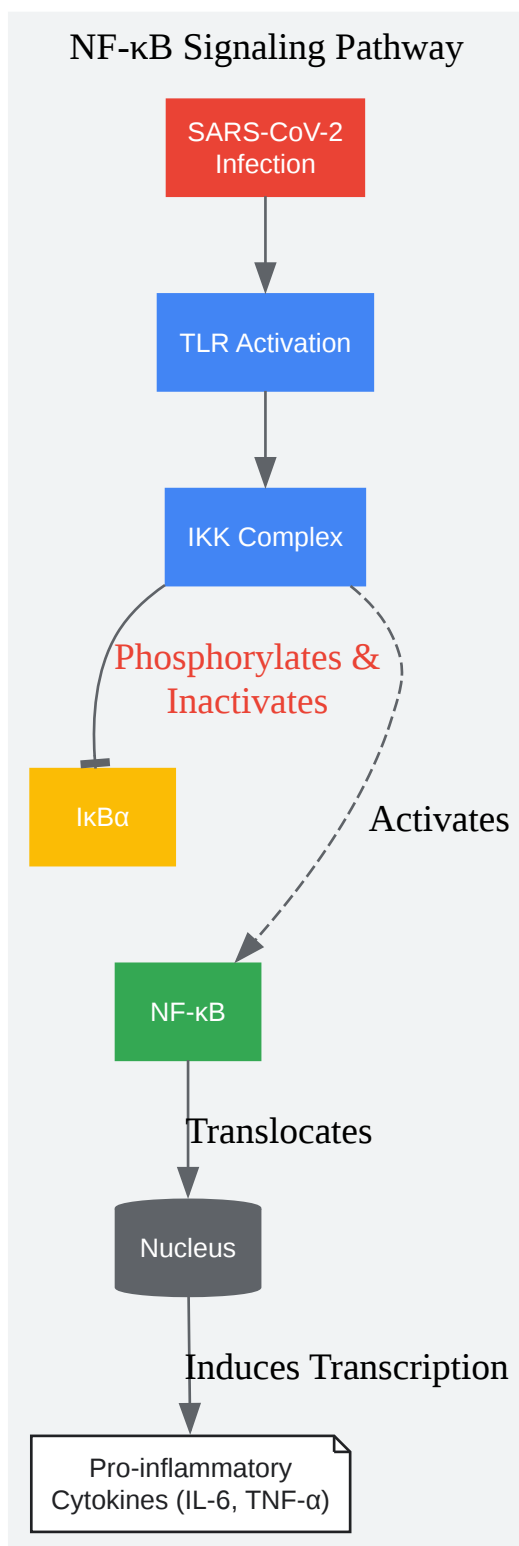 NF-κB Signaling Pathway
SARS-CoV-2
Infection
TLR Activation
IKK Complex
Phosphorylates &
Inactivates
IκBα
Activates
NF-κB
Translocates
Nucleus
Induces Transcription
Pro-inflammatory
Cytokines (IL-6, TNF-α)